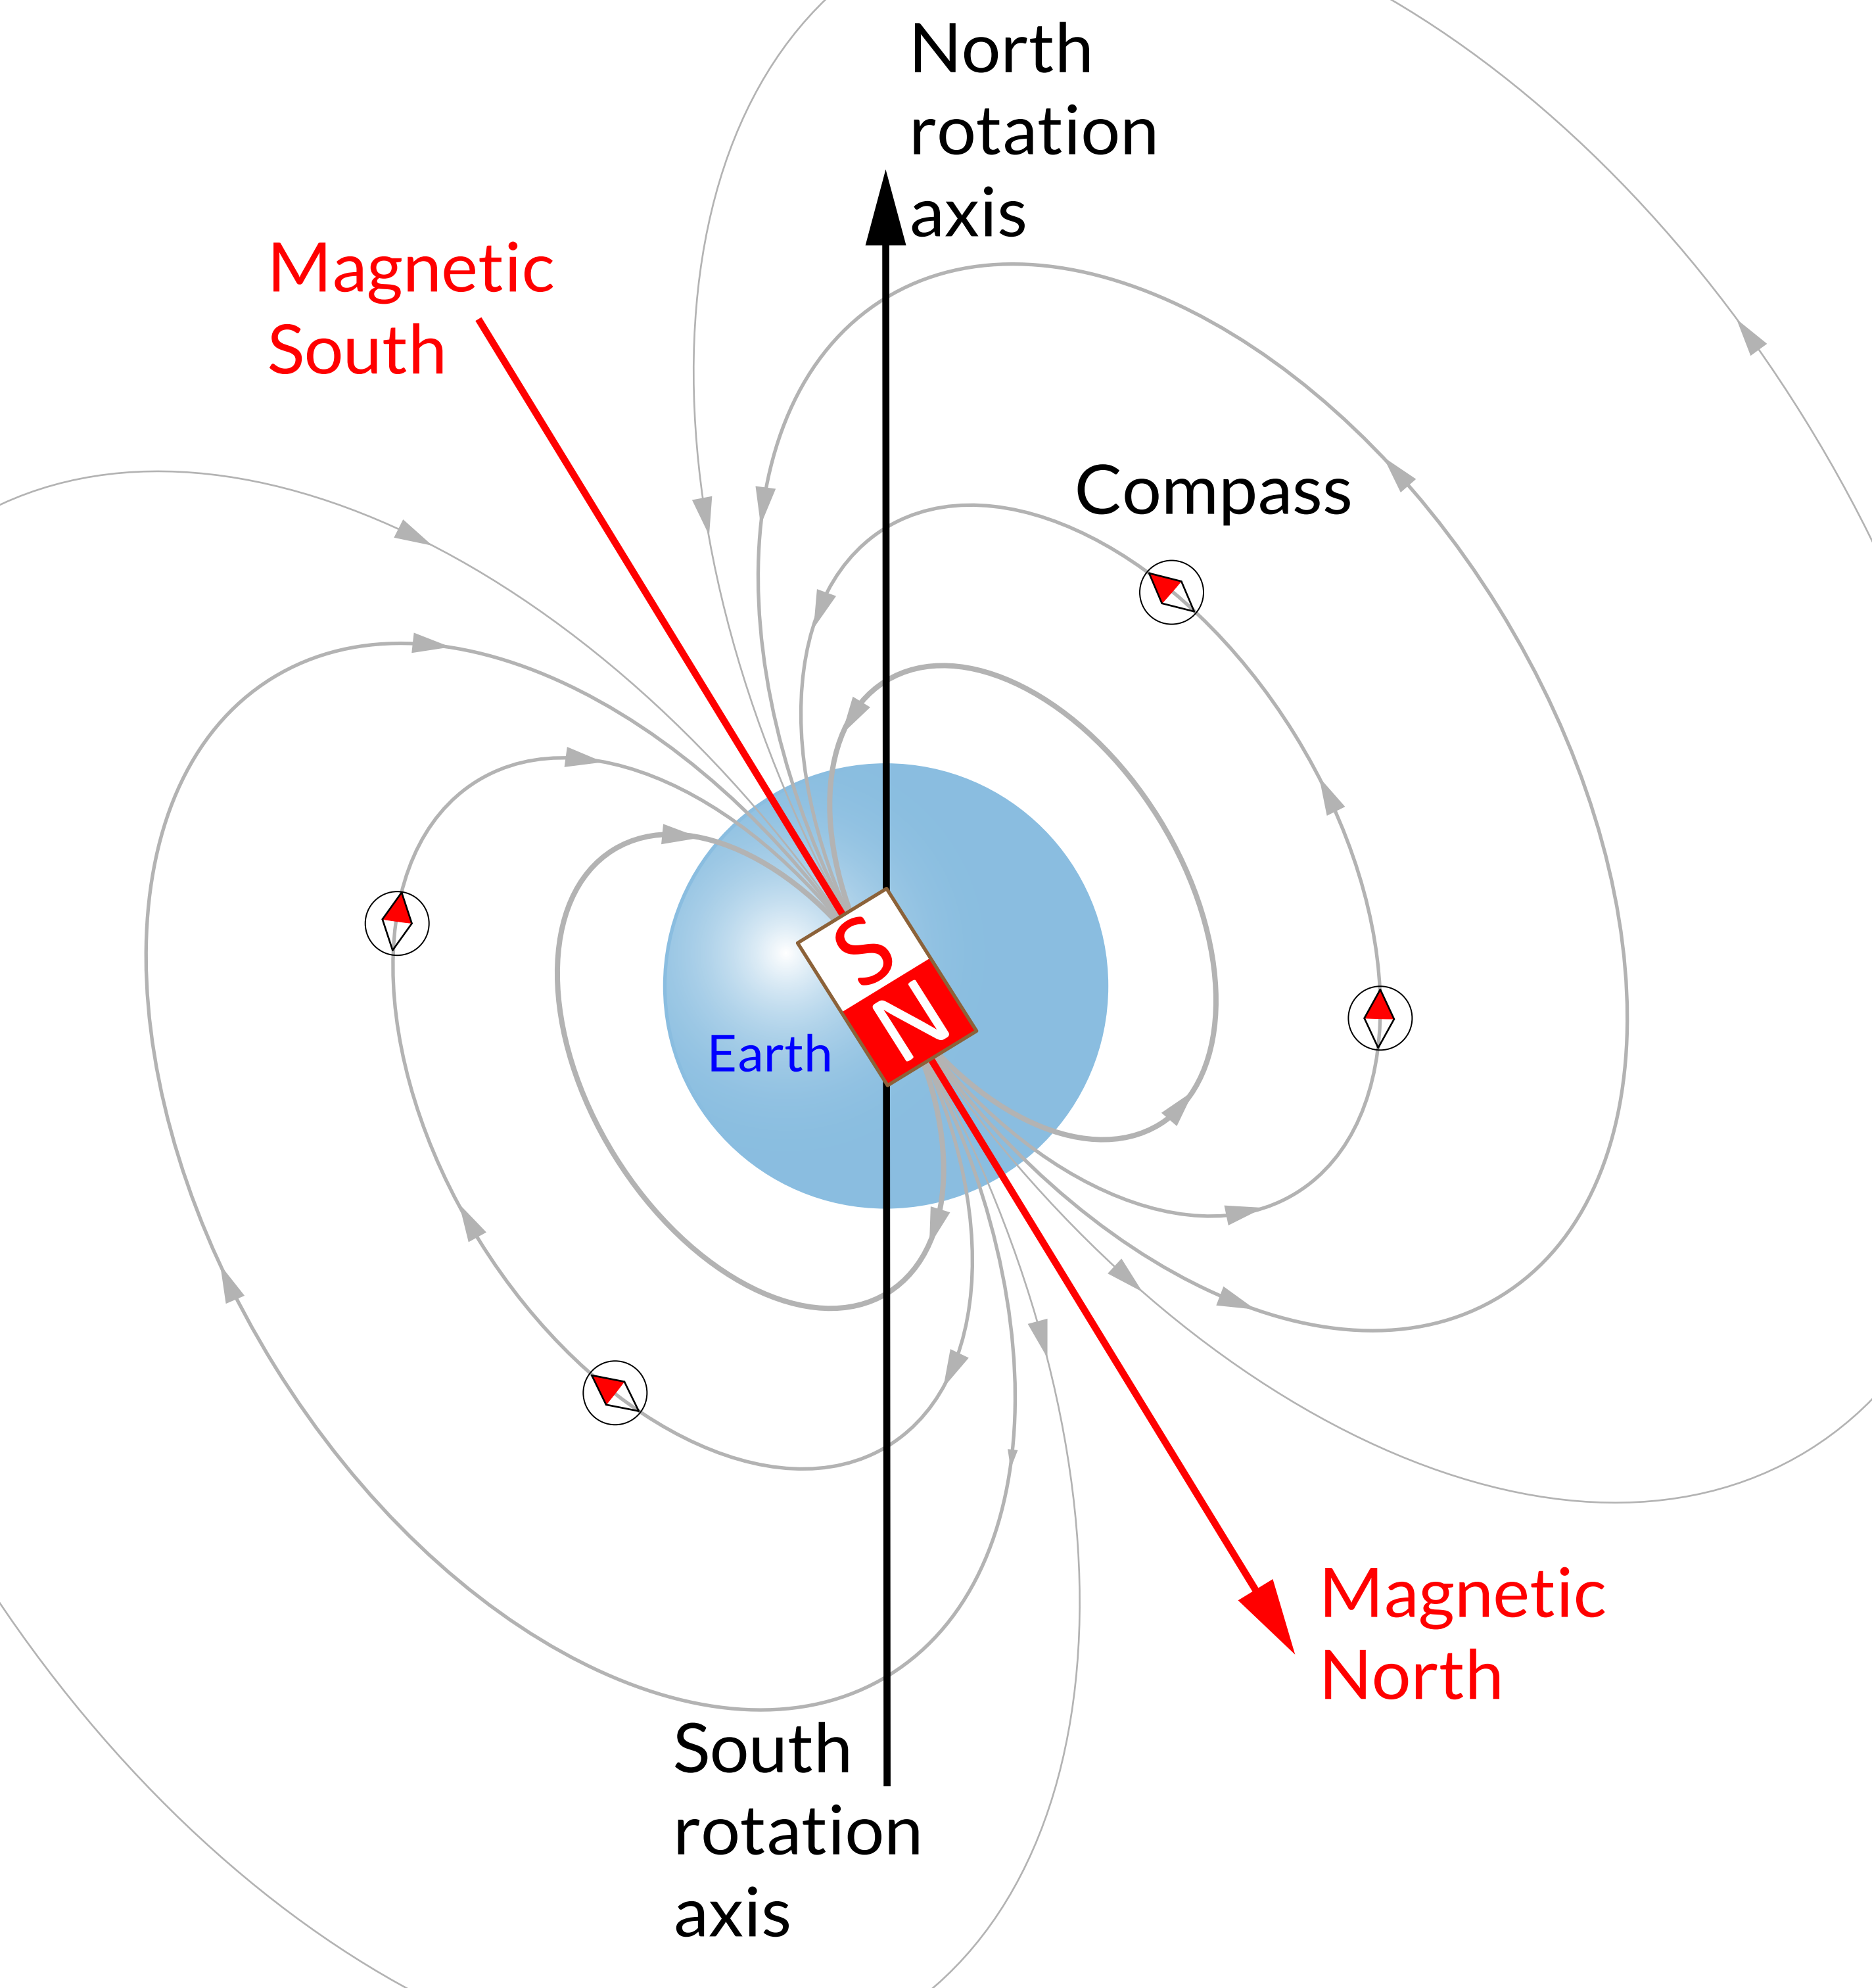 North
rotation
axis
Magnetic
South
Compass
S
N
Earth
Magnetic
North
South
rotation
axis